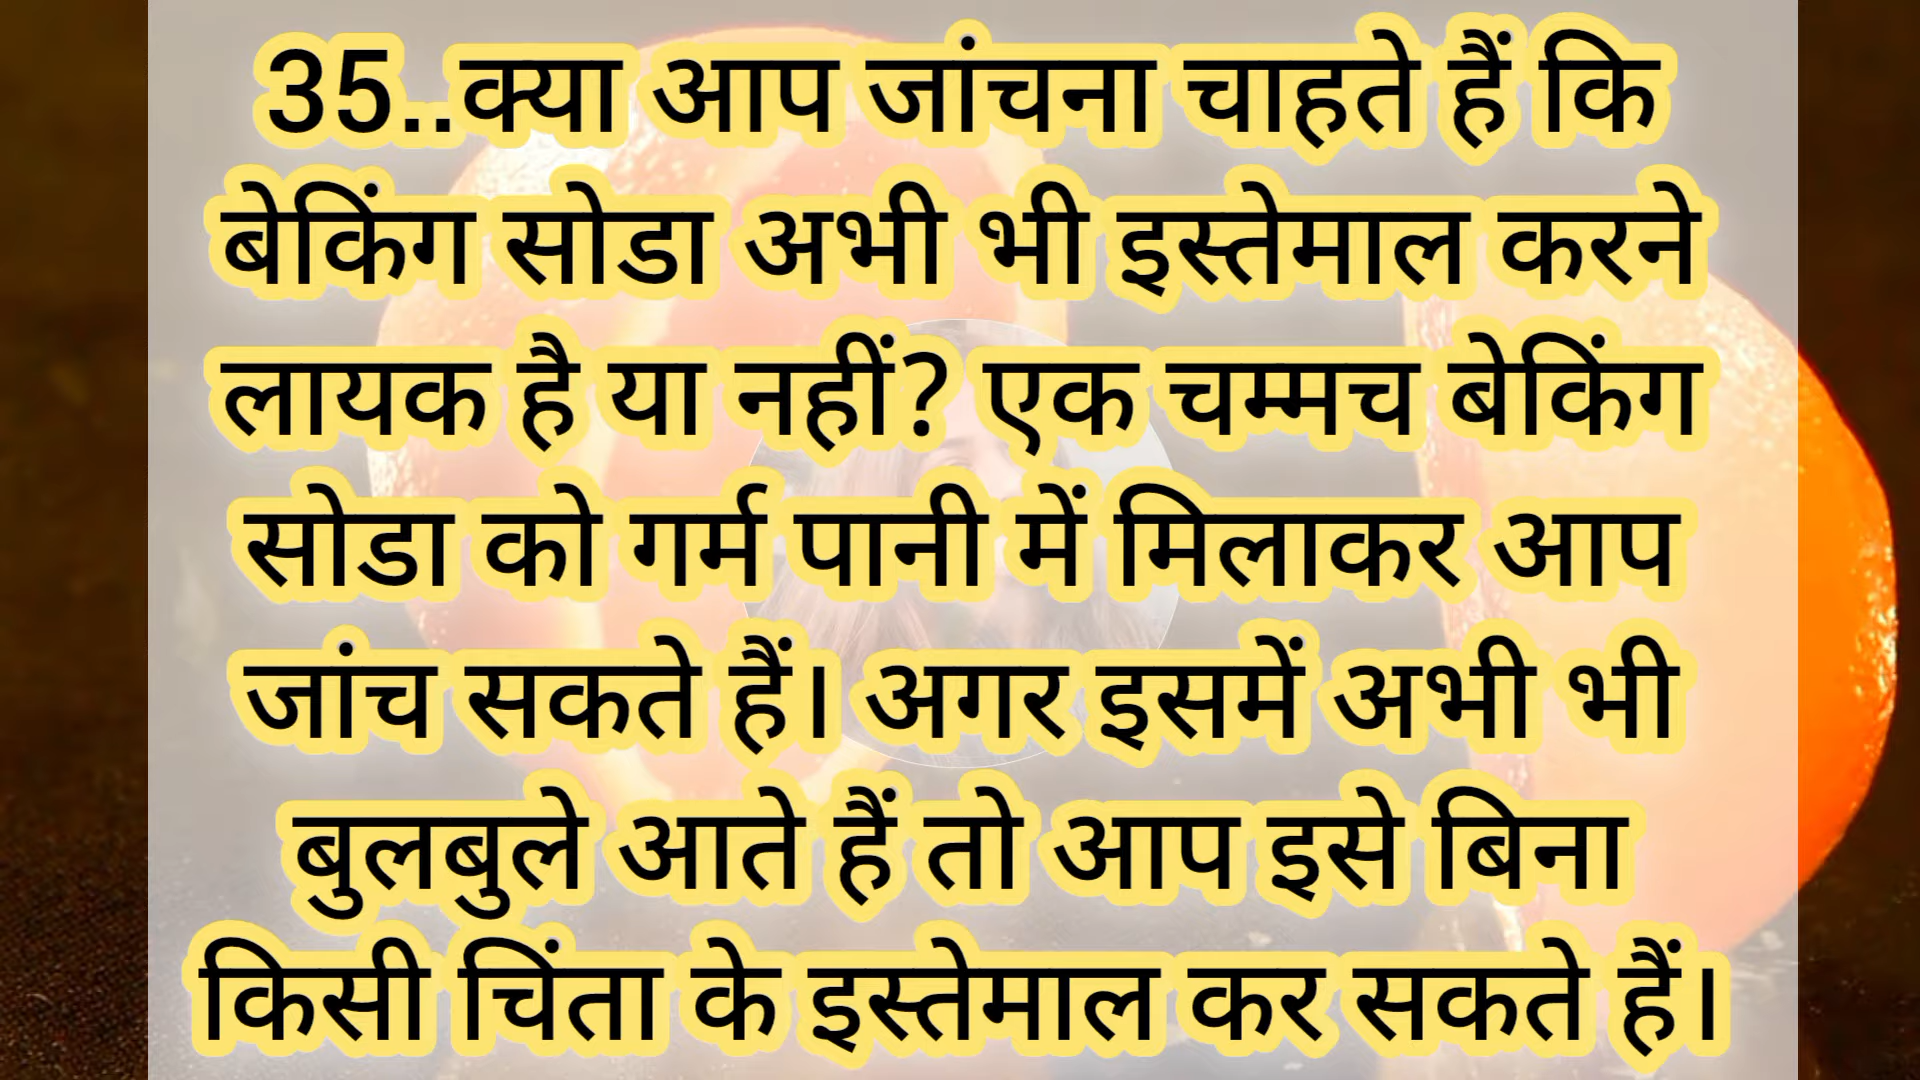 35..क्या आप जांचना चाहते हैं कि
बेकिंग सोडा अभी भी इस्तेमाल करने
लायक है या नहीं? एक चम्मच बेकिंग
सोडा को गर्म पानी में मिलाकर आप
जांच सकते हैं। अगर इसमें अभी भी
बुलबुले आते हैं तो आप इसे बिना
किसी चिंता के इस्तेमाल कर सकते हैं।